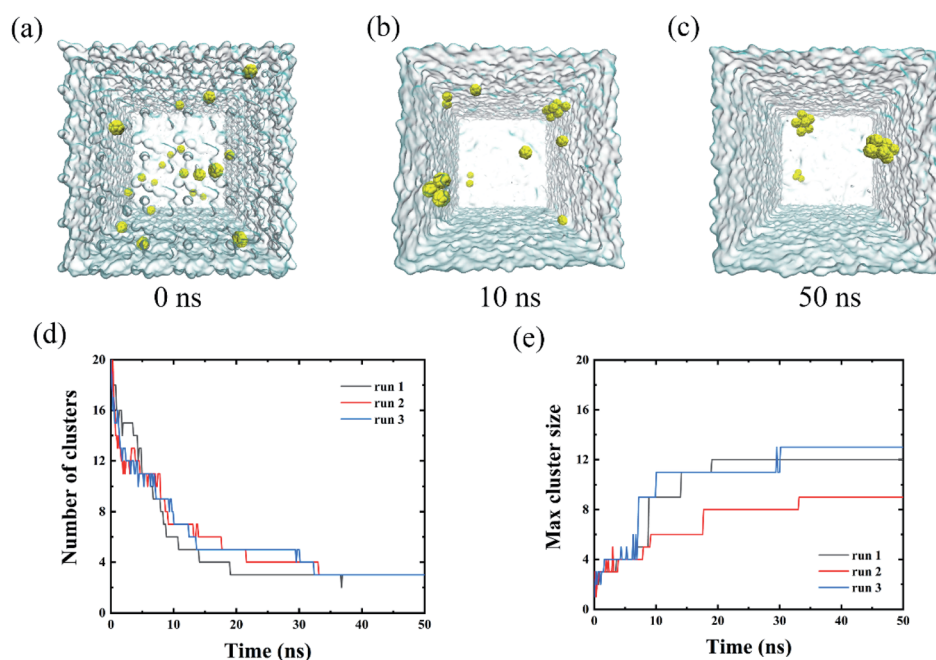 (a)
(b)
(c)
0 ns
10 ns
50 ns
(d)
(e)
20
16
12
8
4
0
Number of clusters
run 1
run 2
run 3
0
10
20
30
40
50
Time (ns)
20
16
12
8
4
0
Max cluster size
run 1
run 2
run 3
0
10
20
30
40
50
Time (ns)